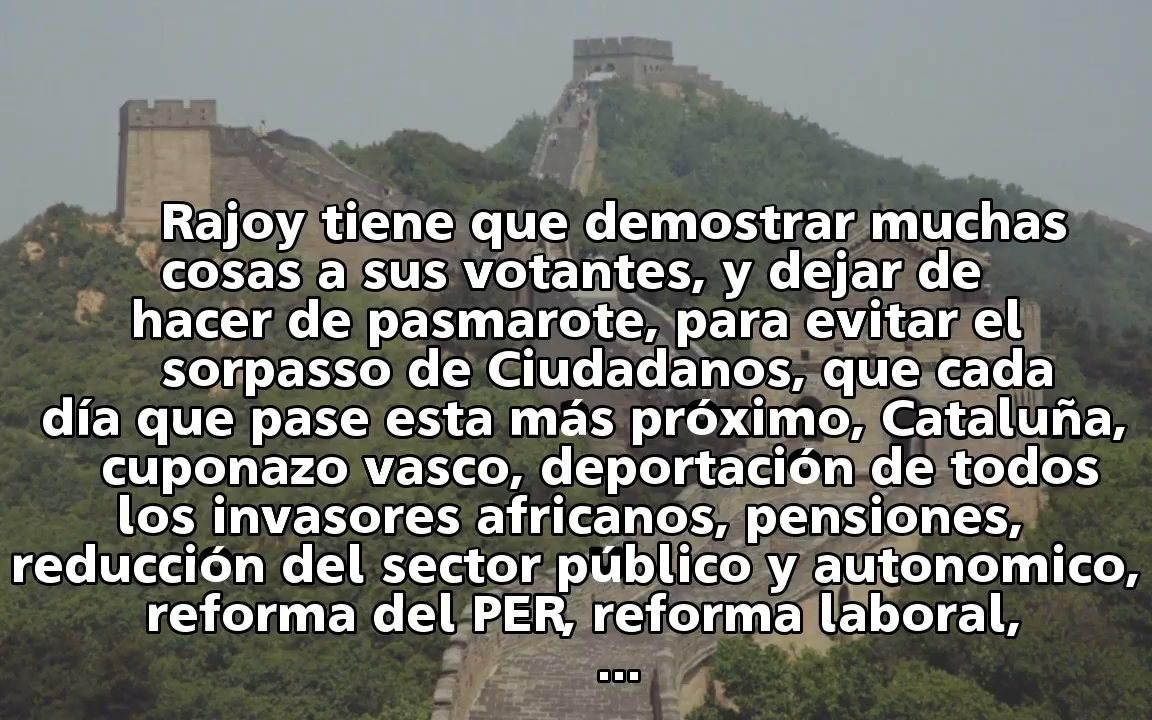 Rajoy tiene que demostrar muchas
cosas a sus votantes, y dejar de
hacer de pasmarote, para evitar el
sorpasso de Ciudadanos, que cada
día que pase esta más próximo, Cataluña,
cuponazo vasco, deportación de todos
los invasores africanos, pensiones,
reducción del sector público y autonomico,
reforma del PER, reforma laboral,
...